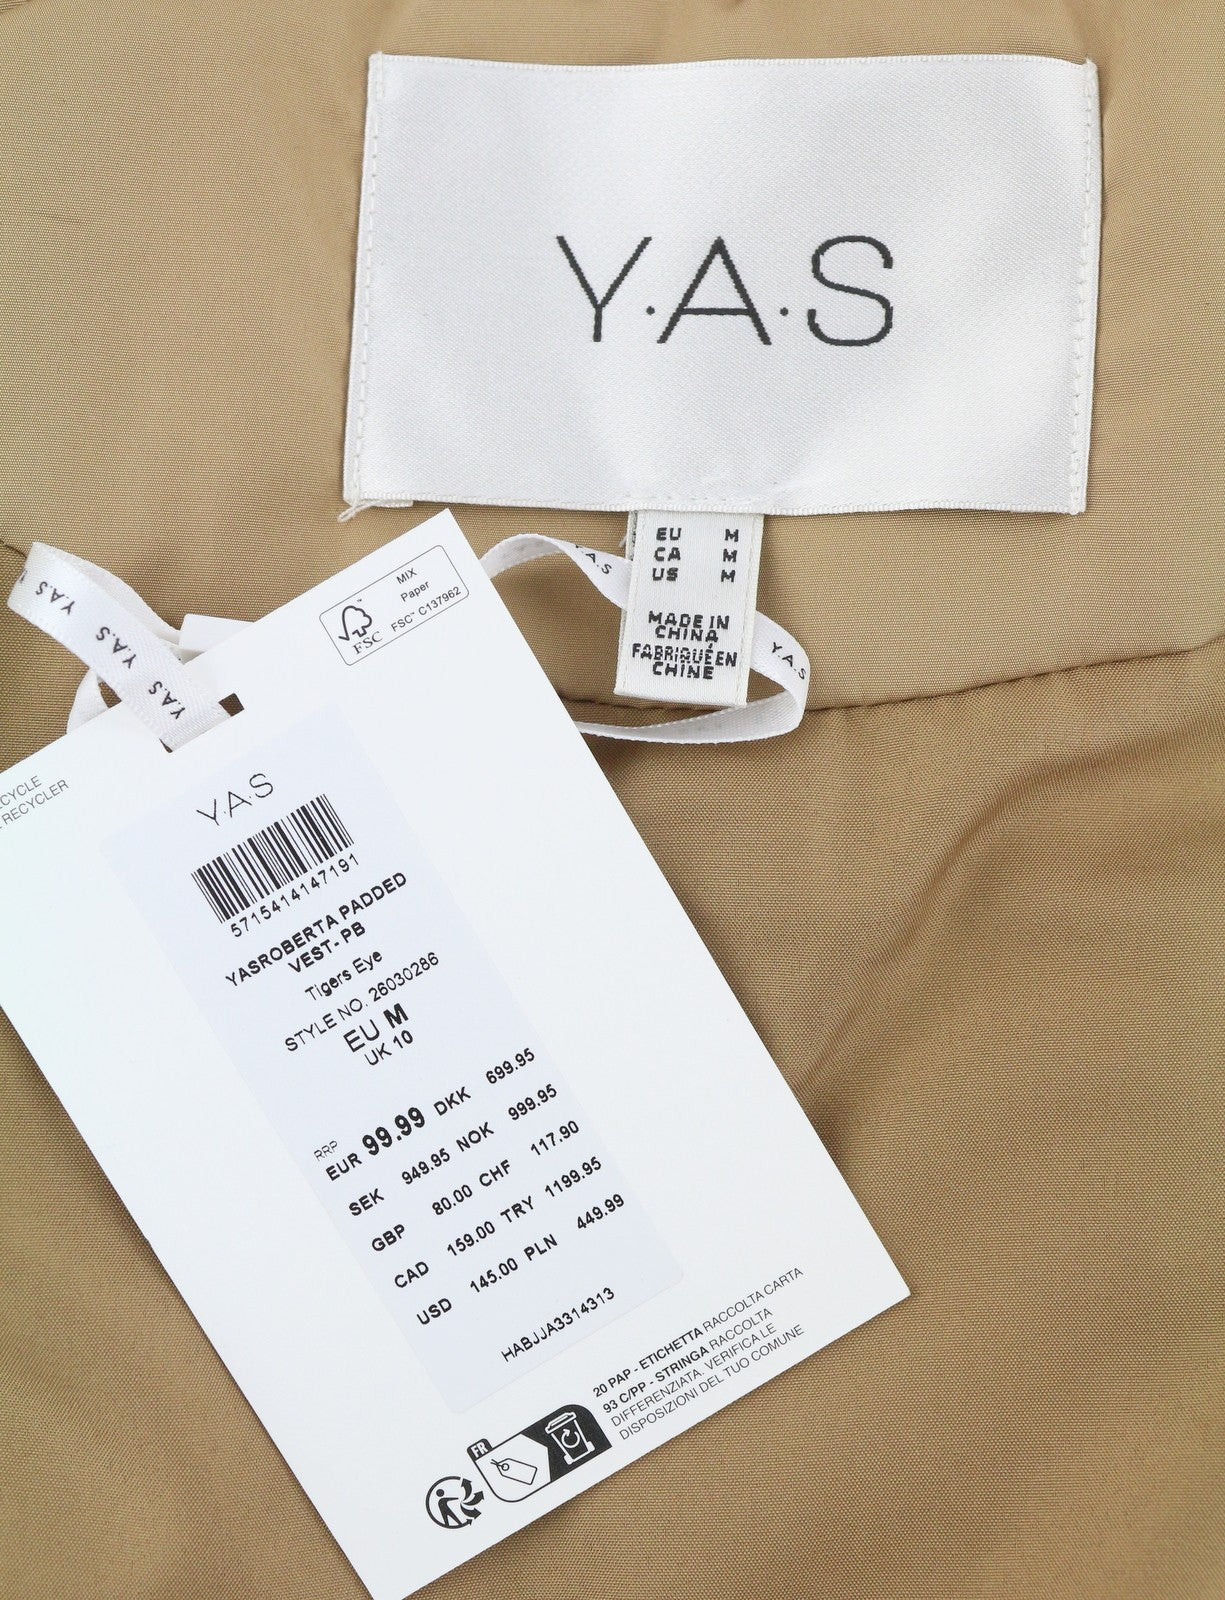 Y.A.S
EU M
CA M
US M
MADE IN
CHINA
FABRIQUÉ EN
CHINE
Y.A.S
Y.A.S
Y.A.S
Y.A.S
Y.A.S
Y.A.S
MIX
Paper
FSC™ C137962
FSC™
RECYCLER
Y.A.S
5715414147191
YASROBERTA PADDED
VEST-PB
Tigers Eye
STYLE NO. 26030286
EU M
UK 10
RRP
EUR 99.99 DKK 699.95
SEK 949.95 NOK 999.95
GBP 80.00 CHF 117.90
CAD 159.00 TRY 1199.95
USD 145.00 PLN 449.99
HABJJA3314313
20 PAP - ETICHETTA RACCOLTA CARTA
93 C/PP - STRINGA RACCOLTA
DIFFERENZIATA. VERIFICA LE
DISPOSIZIONI DEL TUO COMUNE
FR